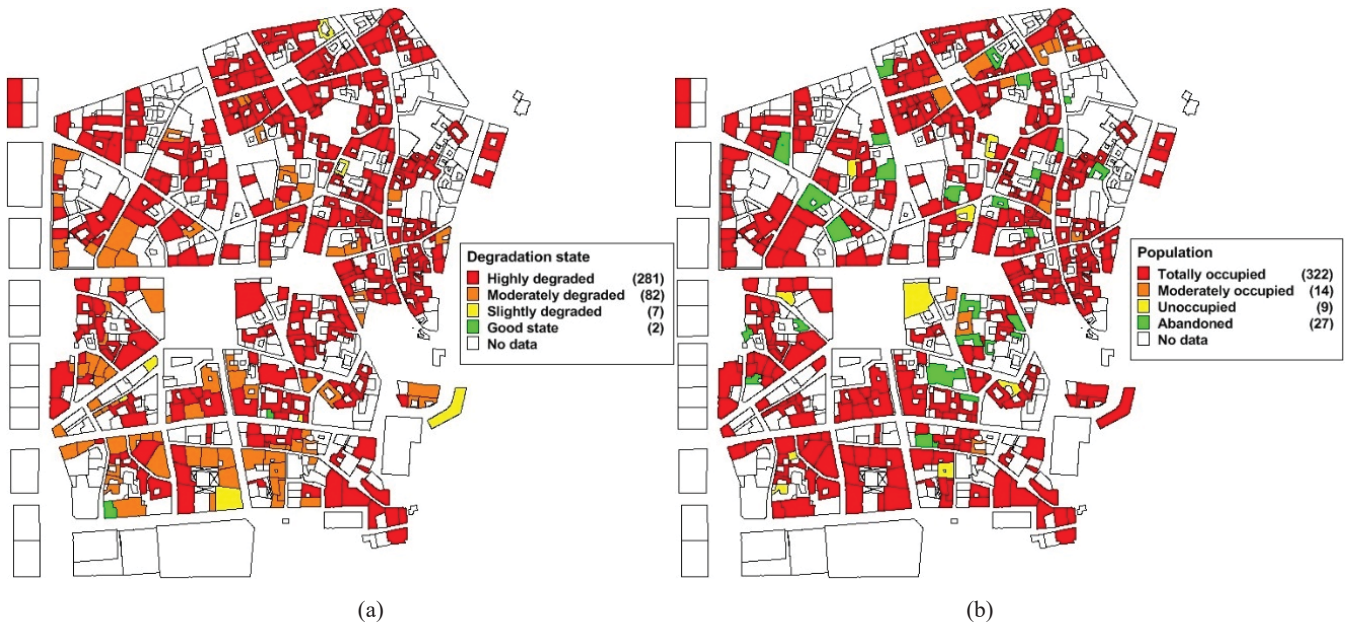 Degradation state
Highly degraded (281)
Moderately degraded (82)
Slightly degraded (7)
Good state (2)
No data
Population
Totally occupied (322)
Moderately occupied (14)
Unoccupied (9)
Abandoned (27)
No data
(a)
(b)